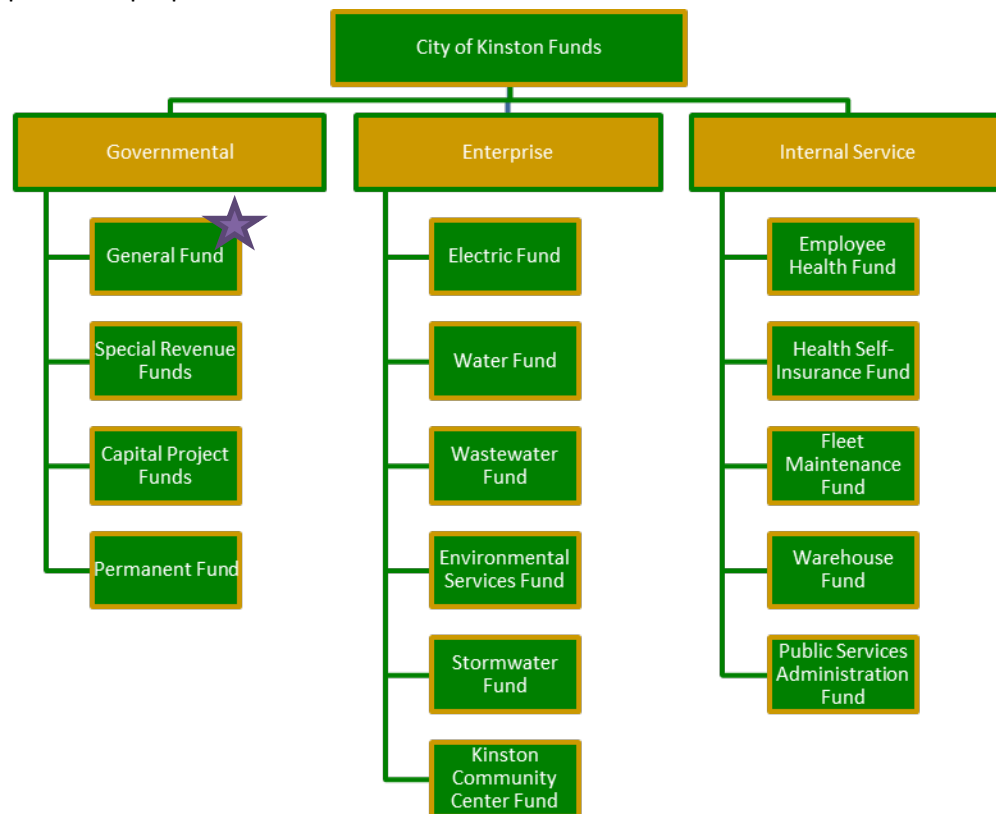 City of Kinston Funds
Governmental
Enterprise
Internal Service
General Fund
Special Revenue
Funds
Capital Project
Funds
Permanent Fund
Electric Fund
Water Fund
Wastewater
Fund
Environmental
Services Fund
Stormwater
Fund
Kinston
Community
Center Fund
Employee
Health Fund
Health Self-
Insurance Fund
Fleet
Maintenance
Fund
Warehouse
Fund
Public Services
Administration
Fund